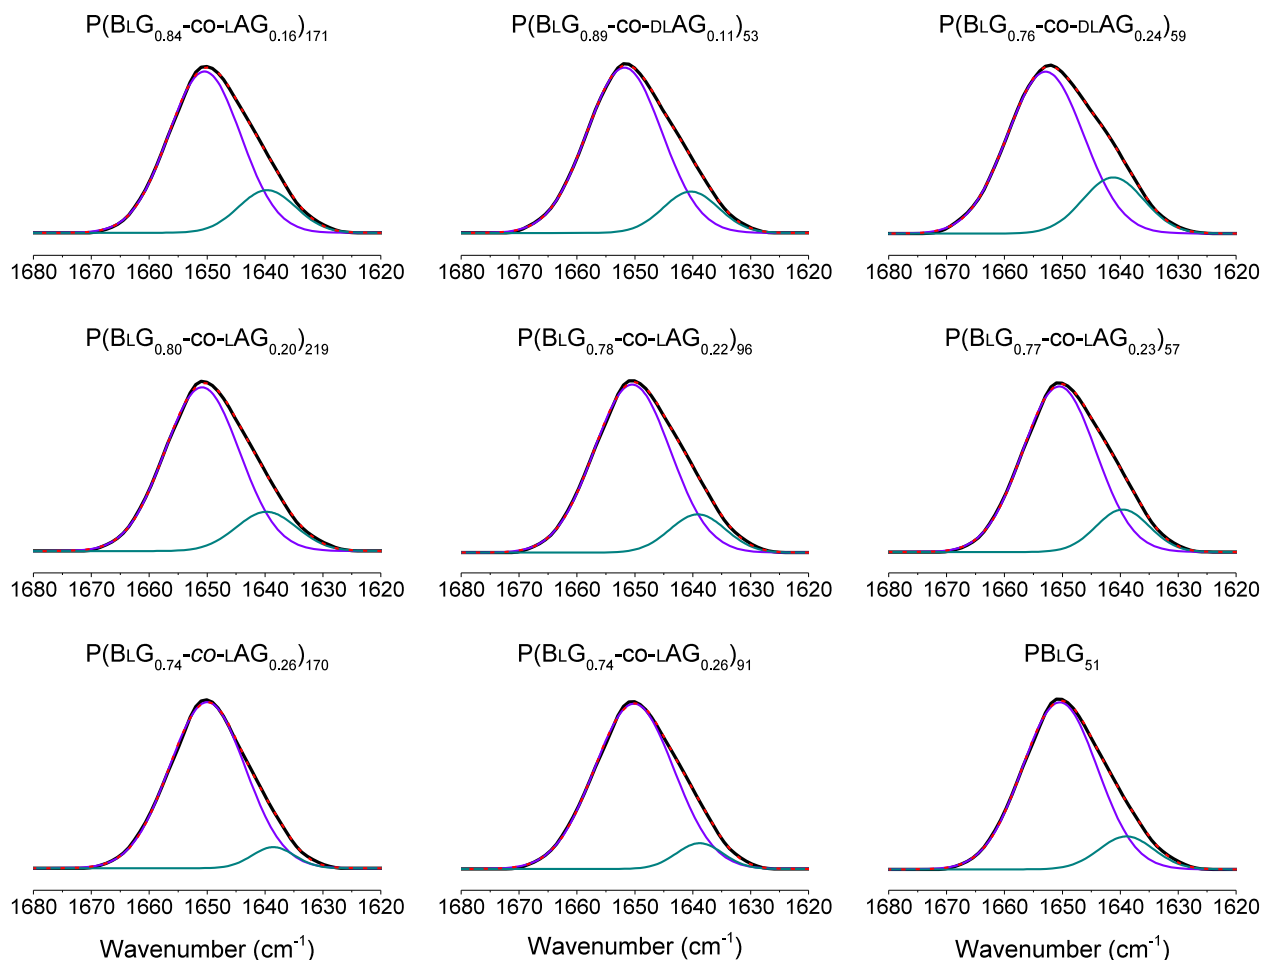 P(BLG0.84-co-LAG0.16)171 P(BLG0.89-co-DLAG0.11)53 P(BLG0.76-co-DLAG0.24)59
1680 1670 1660 1650 1640 1630 1620 1680 1670 1660 1650 1640 1630 1620 1680 1670 1660 1650 1640 1630 1620
P(BLG0.80-co-LAG0.20)219 P(BLG0.78-co-LAG0.22)96 P(BLG0.77-co-LAG0.23)57
1680 1670 1660 1650 1640 1630 1620 1680 1670 1660 1650 1640 1630 1620 1680 1670 1660 1650 1640 1630 1620
P(BLG0.74-co-LAG0.26)170 P(BLG0.74-co-LAG0.26)91 PBLG51
1680 1670 1660 1650 1640 1630 1620 1680 1670 1660 1650 1640 1630 1620 1680 1670 1660 1650 1640 1630 1620
Wavenumber (cm-1) Wavenumber (cm-1) Wavenumber (cm-1)